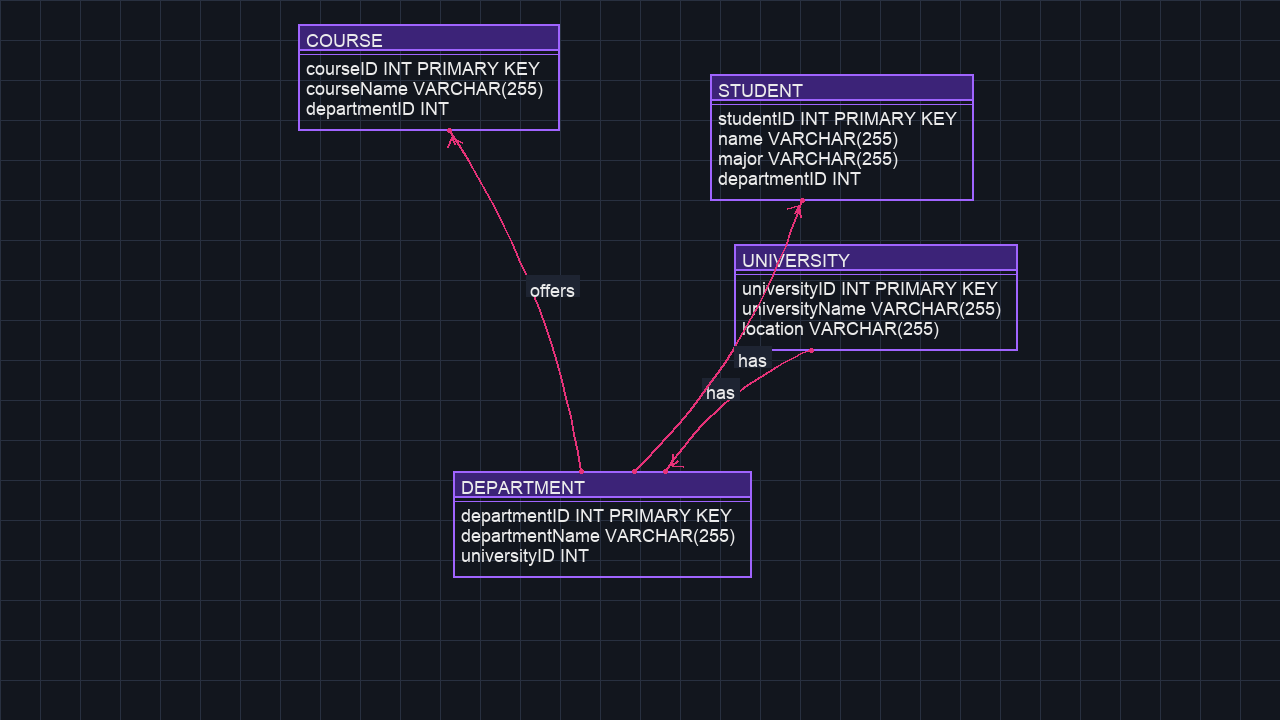 COURSE
courseID INT PRIMARY KEY
courseName VARCHAR(255)
departmentID INT
STUDENT
studentID INT PRIMARY KEY
name VARCHAR(255)
major VARCHAR(255)
departmentID INT
UNIVERSITY
universityID INT PRIMARY KEY
universityName VARCHAR(255)
location VARCHAR(255)
offers
has
has
DEPARTMENT
departmentID INT PRIMARY KEY
departmentName VARCHAR(255)
universityID INT